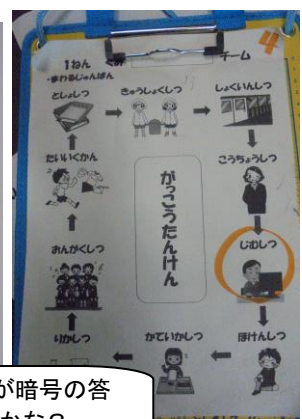 4
1ねん くみ チーム
・まわるじゅんばん
としょしつ
きゅうしょくしつ
しょくいんしつ
こうちょうしつ
じむしつ
ほけんしつ
かていかしつ
りかしつ
おんがくしつ
たいいくかん
がっこうたんけん
が暗号の答
かな?